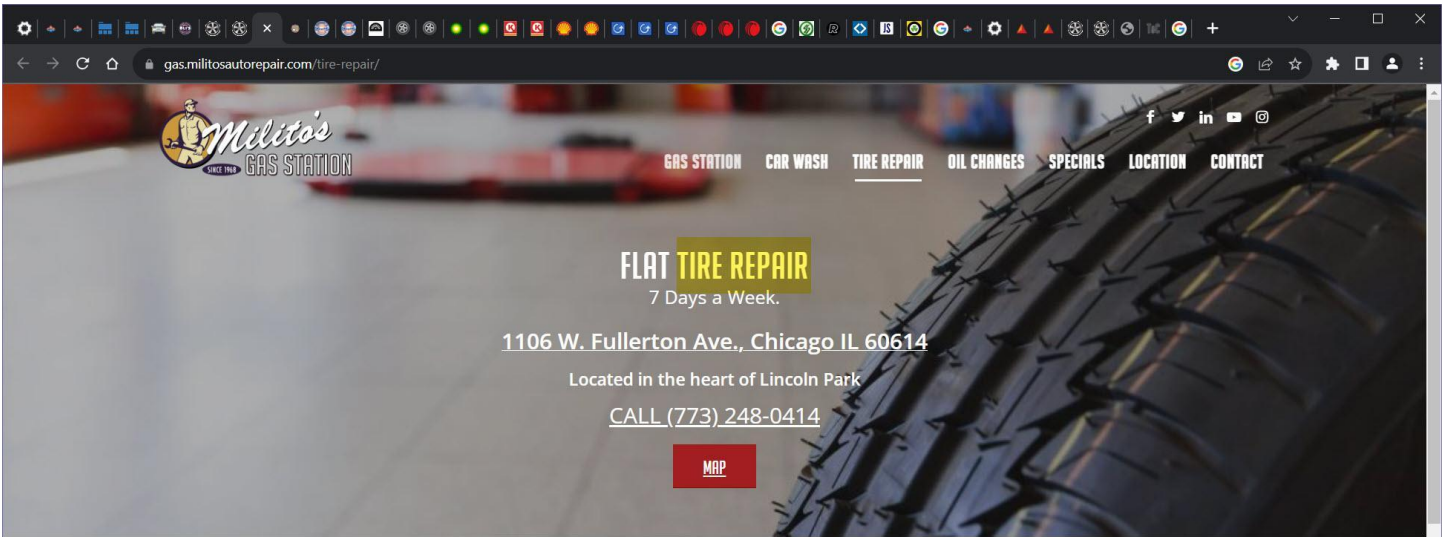 gas.militosautorepair.com/tire-repair/
Milito's
SINCE 1968 GAS STATION
GAS STATION CAR WASH TIRE REPAIR OIL CHANGES SPECIALS LOCATION CONTACT
FLAT TIRE REPAIR
7 Days a Week.
1106 W. Fullerton Ave., Chicago IL 60614
Located in the heart of Lincoln Park
CALL (773) 248-0414
MAP